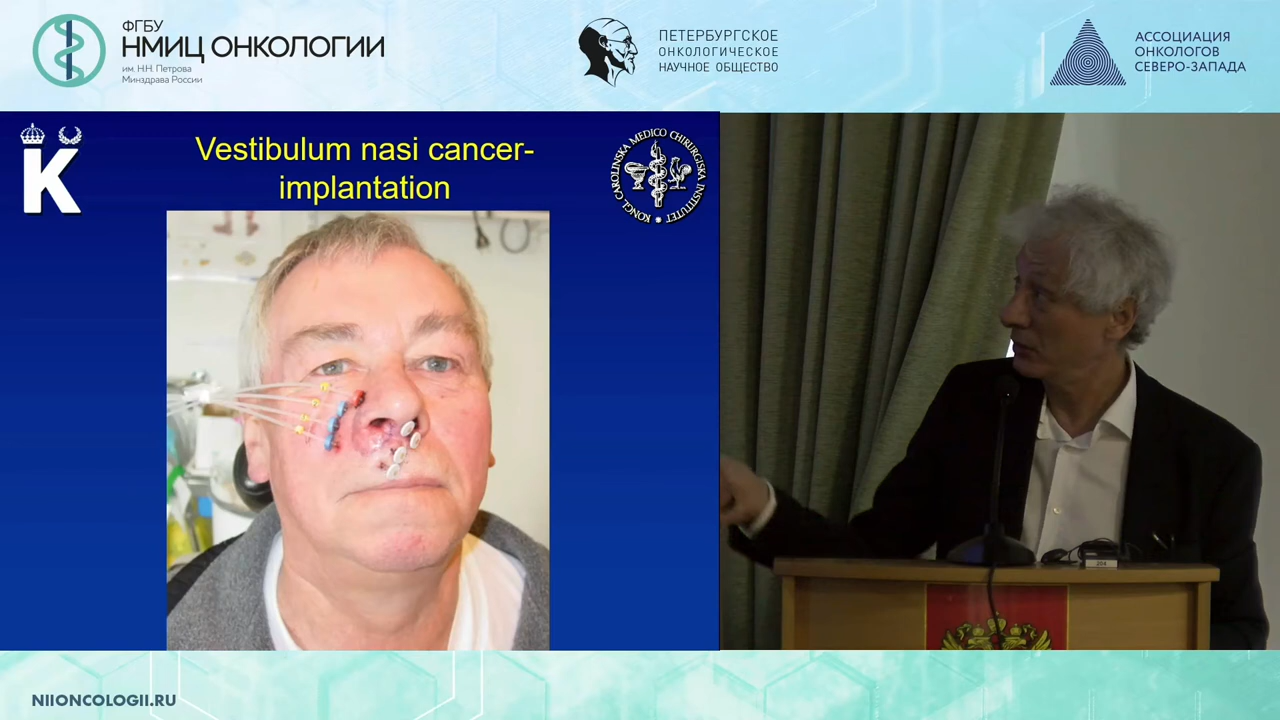 ФГБУ
НМИЦ ОНКОЛОГИИ
им. Н.Н. Петрова
Минздрава России
ПЕТЕРБУРГСКОЕ
ОНКОЛОГИЧЕСКОЕ
НАУЧНОЕ ОБЩЕСТВО
АССОЦИАЦИЯ
ОНКОЛОГОВ
СЕВЕРО-ЗАПАДА
K
Vestibulum nasi cancer-
implantation
KONGL CAROLINSKA MEDICO CHIRURGISKA INSTITUTET
204
NIIONCOLOGII.RU